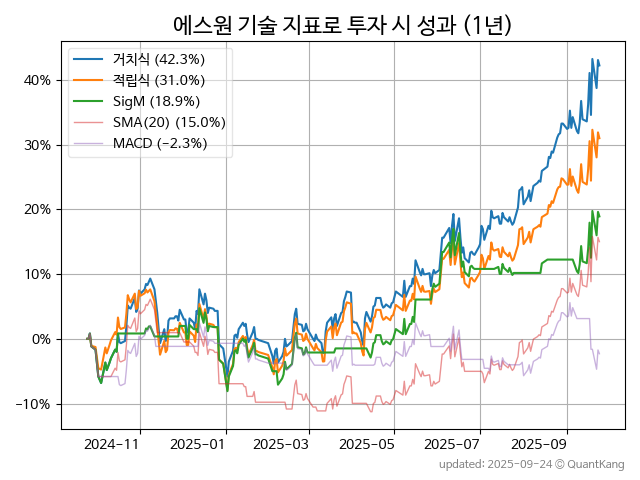 에스원 기술 지표로 투자 시 성과 (1년)
거치식 (42.3%)
적립식 (31.0%)
SigM (18.9%)
SMA(20) (15.0%)
MACD (−2.3%)
40%
30%
20%
10%
0%
−10%
2024-11 2025-01 2025-03 2025-05 2025-07 2025-09
updated: 2025-09-24 © QuantKang